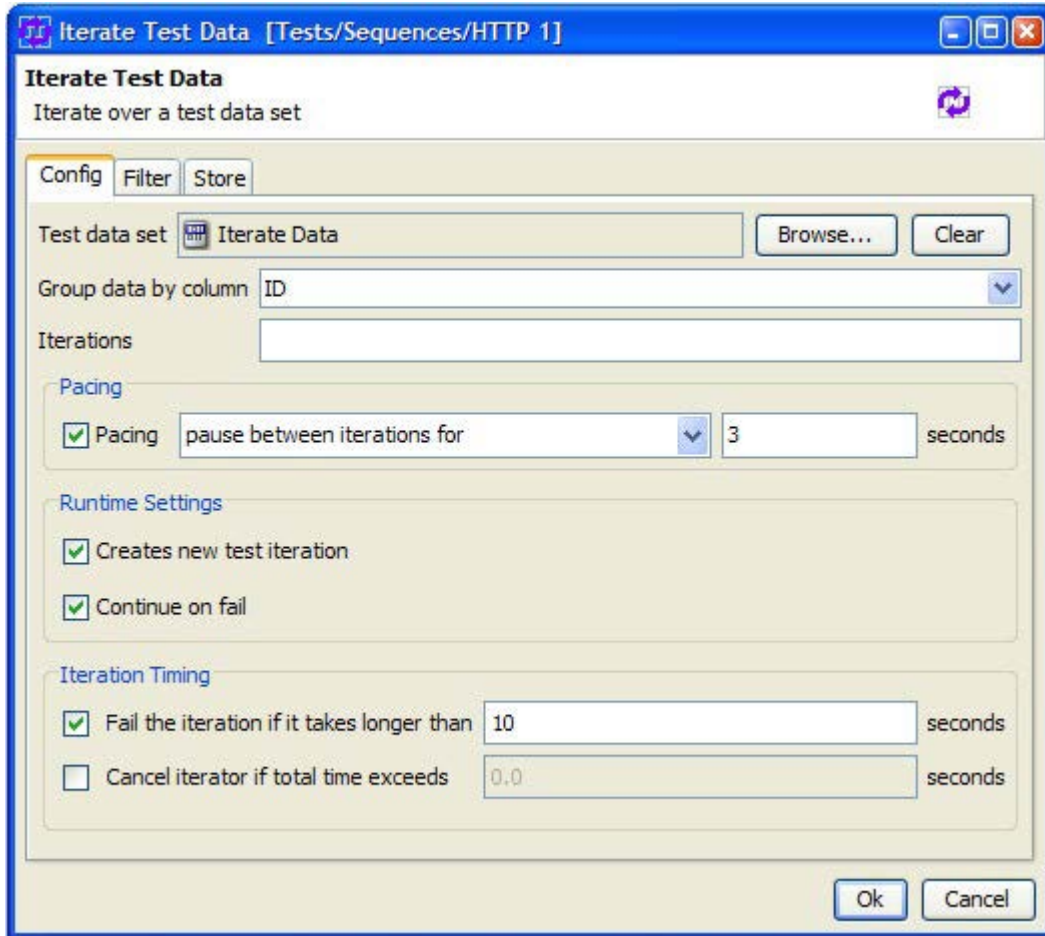 Iterate Test Data [Tests/Sequences/HTTP 1]
Iterate Test Data
Iterate over a test data set
Config Filter Store
Test data set Iterate Data Browse... Clear
Group data by column ID
Iterations
Pacing
Pacing pause between iterations for 3 seconds
Runtime Settings
Creates new test iteration
Continue on fail
Iteration Timing
Fail the iteration if it takes longer than 10 seconds
Cancel iterator if total time exceeds 0.0 seconds
Ok Cancel